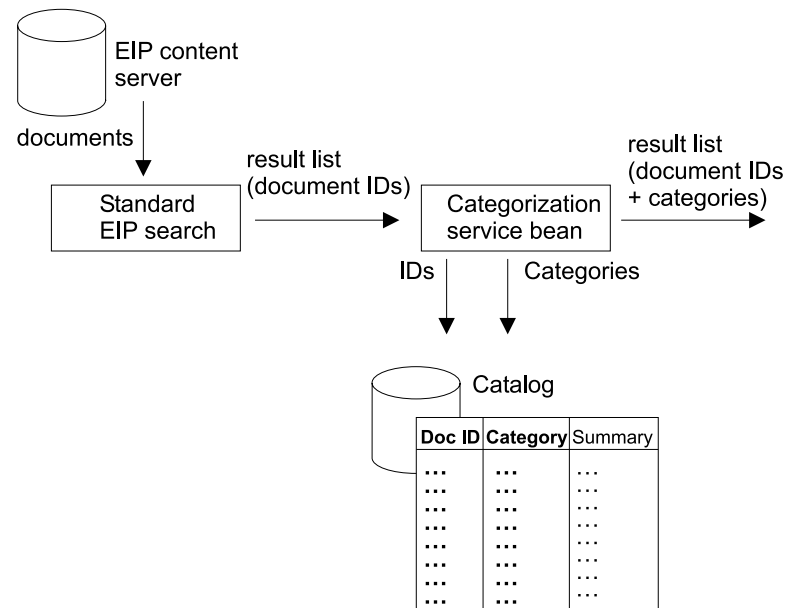 EIP content
server
documents
Standard
EIP search
result list
(document IDs)
Categorization
service bean
result list
(document IDs
+ categories)
IDs
Categories
Catalog
Doc ID Category Summary
... ... ...
... ... ...
... ... ...
... ... ...
... ... ...
... ... ...
... ... ...
... ... ...